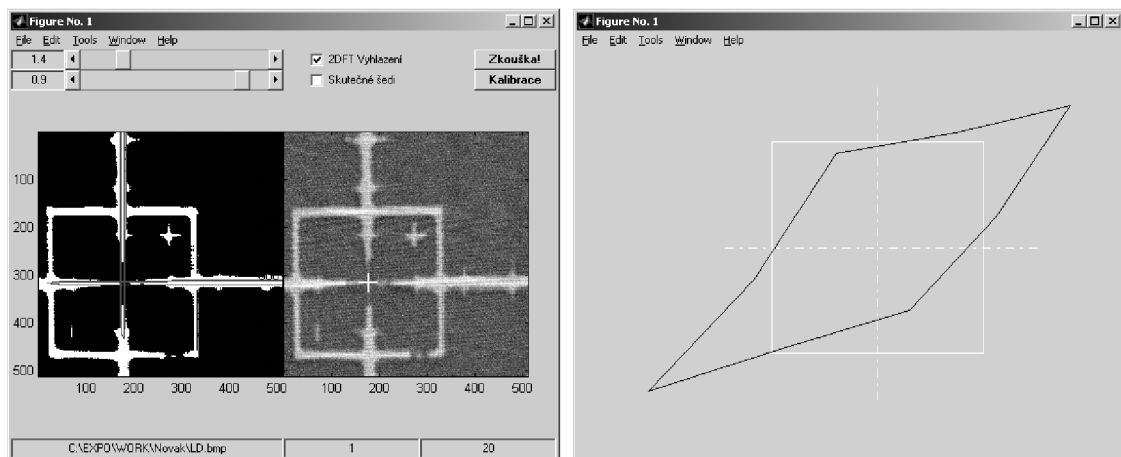 Figure No. 1
File Edit Tools Window Help
1.4
2DFT Vyhlazení
Zkouška!
0.9
Skutečné šedi
Kalibrace
100
200
300
400
500
100 200 300 400 500 100 200 300 400 500
C:\EXPO\WORK\Novak\LD.bmp 1 20
Figure No. 1
File Edit Tools Window Help